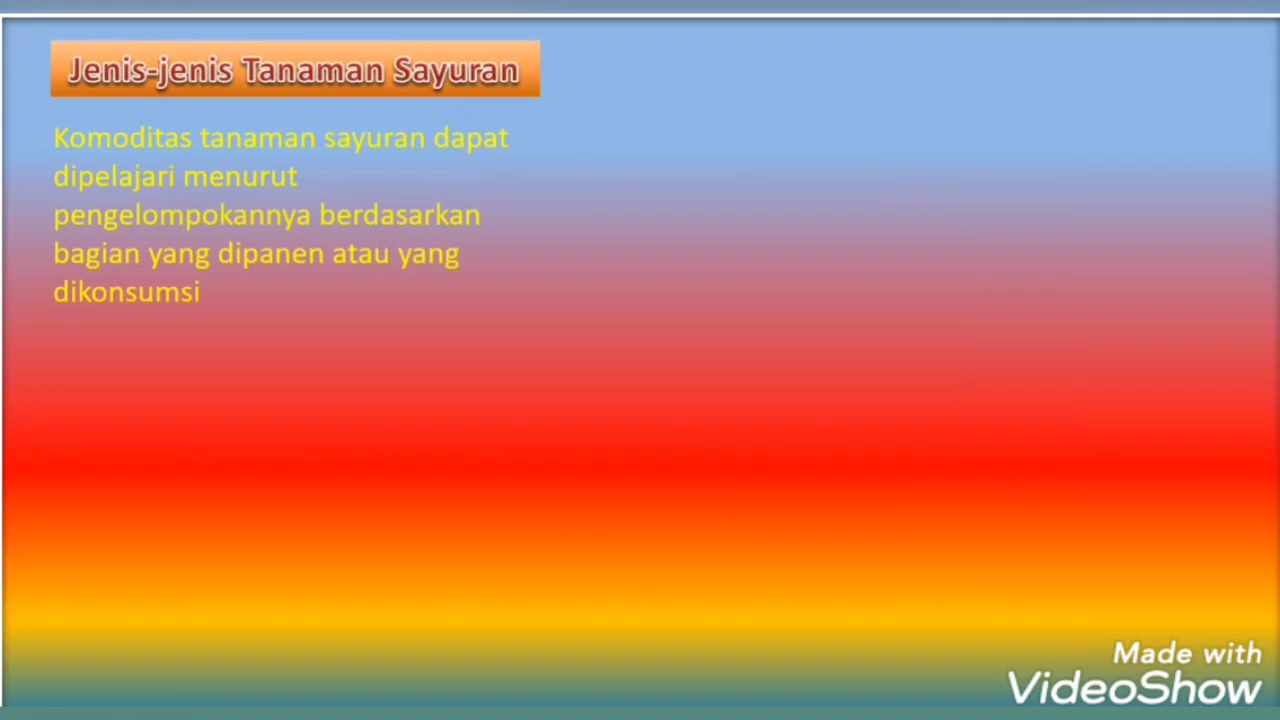 Jenis-jenis Tanaman Sayuran
Komoditas tanaman sayuran dapat
dipelajari menurut
pengelompokannya berdasarkan
bagian yang dipanen atau yang
dikonsumsi
Made with
VideoShow